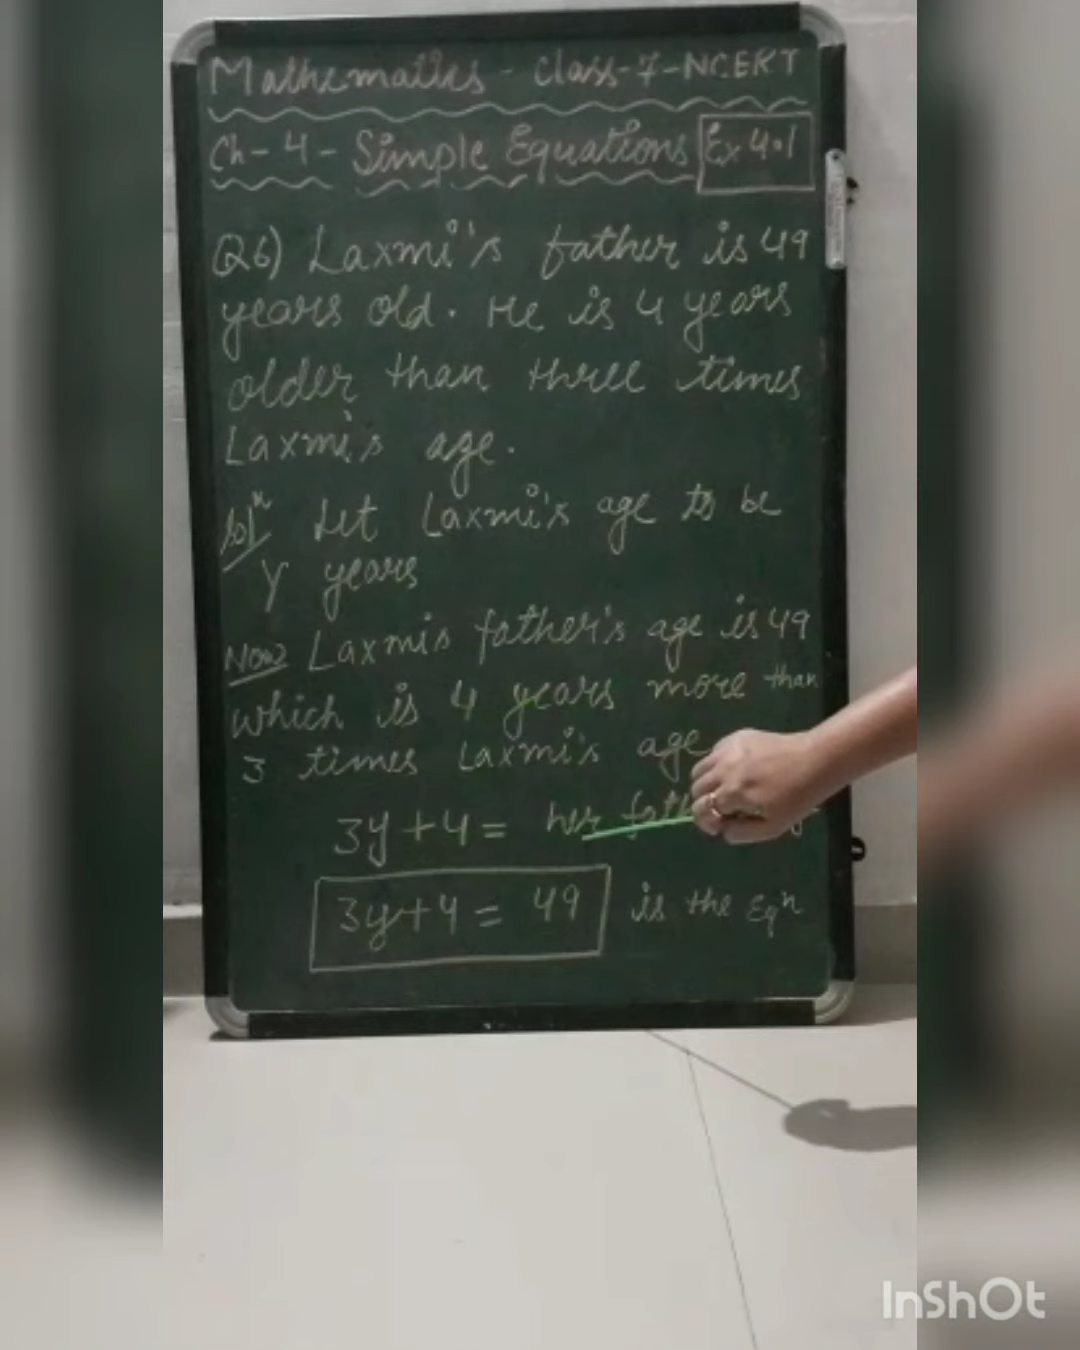 Mathematics - Class-7-NCERT
Ch-4- Simple Equations Ex 4.1
Q6) Laxmi's father is 49
years old. He is 4 years
older than three times
Laxmi's age.
Solⁿ Let Laxmi's age to be
y years
Now Laxmis father's age is 49
which is 4 years more than
3 times Laxmi's age
3y+4= her
3y+4= 49 is the Eqⁿ
InShOt